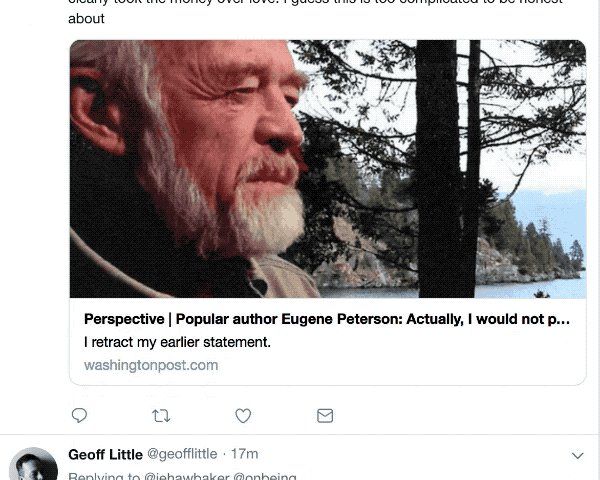 clearly took the money over love. I guess this is too complicated to be honest
about
Perspective | Popular author Eugene Peterson: Actually, I would not p...
I retract my earlier statement.
washingtonpost.com
Geoff Little @geofflittle · 17m
Replying to @jehawbaker @onbeing